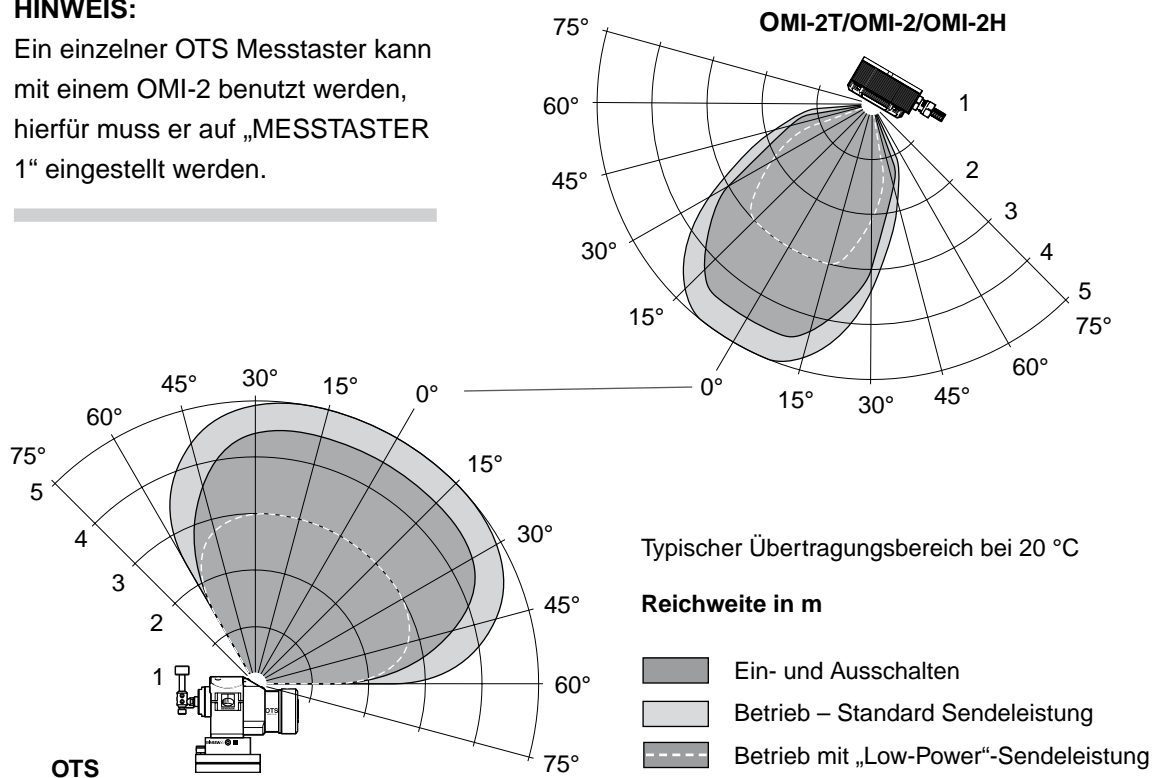 HINWEIS:
Ein einzelner OTS Messtaster kann
mit einem OMI-2 benutzt werden,
hierfür muss er auf „MESSTASTER
1“ eingestellt werden.
OMI-2T/OMI-2/OMI-2H
75°
60°
45°
30°
15°
0°
15°
30°
45°
60°
75°
1
2
3
4
5
75°
60°
45°
30°
15°
0°
15°
30°
45°
60°
75°
5
4
3
2
1
OTS
OTS
Typischer Übertragungsbereich bei 20 °C
Reichweite in m
Ein- und Ausschalten
Betrieb – Standard Sendeleistung
Betrieb mit „Low-Power“-Sendeleistung